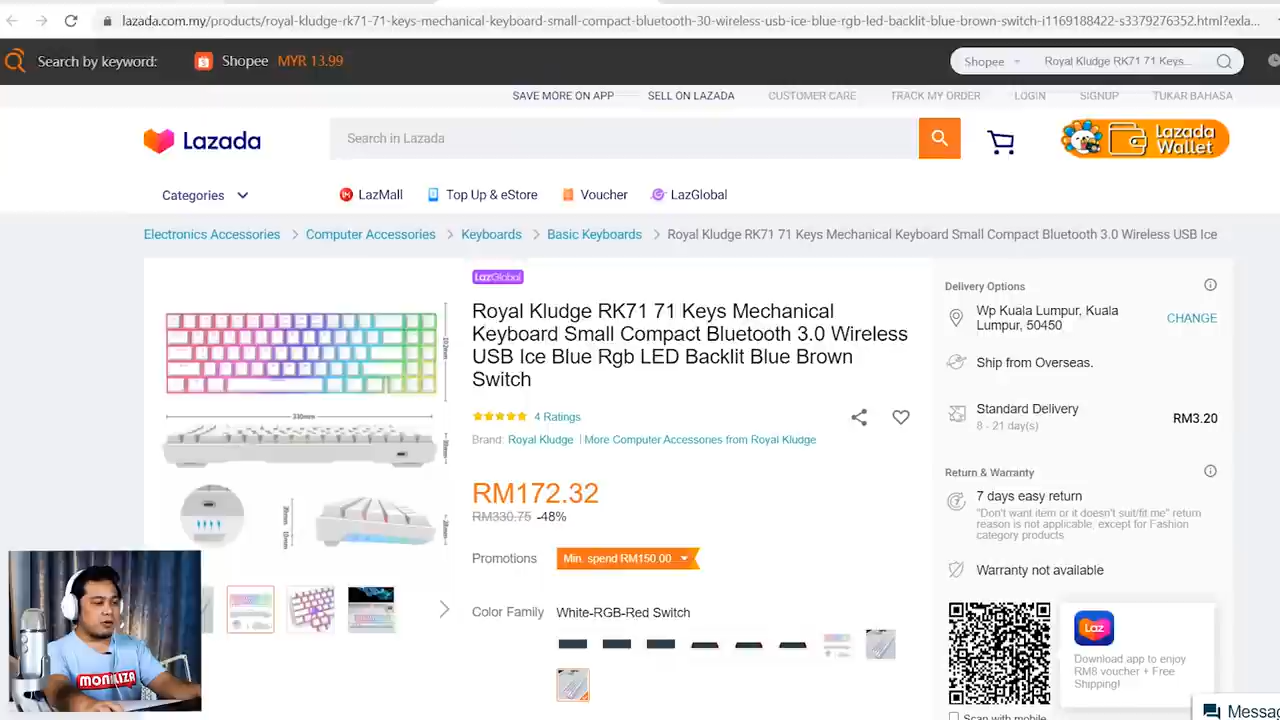 lazada.com.my/products/royal-kludge-rk71-71-keys-mechanical-keyboard-small-compact-bluetooth-30-wireless-usb-ice-blue-rgb-led-backlit-blue-brown-switch-i1169188422-s3379276352.html?exla...
Search by keyword: Shopee MYR 13.99 Shopee Royal Kludge RK71 71 Keys...
SAVE MORE ON APP SELL ON LAZADA CUSTOMER CARE TRACK MY ORDER LOGIN SIGNUP TUKAR BAHASA
Lazada Search in Lazada Lazada Wallet
Categories LazMall Top Up & eStore Voucher LazGlobal
Electronics Accessories Computer Accessories Keyboards Basic Keyboards Royal Kludge RK71 71 Keys Mechanical Keyboard Small Compact Bluetooth 3.0 Wireless USB Ice
LazGlobal
Royal Kludge RK71 71 Keys Mechanical
Keyboard Small Compact Bluetooth 3.0 Wireless
USB Ice Blue Rgb LED Backlit Blue Brown
Switch
4 Ratings
Brand: Royal Kludge More Computer Accessories from Royal Kludge
RM172.32
RM330.75 -48%
Promotions Min. spend RM150.00
Color Family White-RGB-Red Switch
Delivery Options
Wp Kuala Lumpur, Kuala
Lumpur, 50450
CHANGE
Ship from Overseas.
Standard Delivery
RM3.20
8 - 21 day(s)
Return & Warranty
7 days easy return
"Don't want item or it doesn't suit/fit me" return
reason is not applicable, except for Fashion
category products
Warranty not available
Laz
Download app to enjoy
RM8 voucher + Free
Shipping!
Scan with mobile
Messag
102mm
330mm
MONILIZA